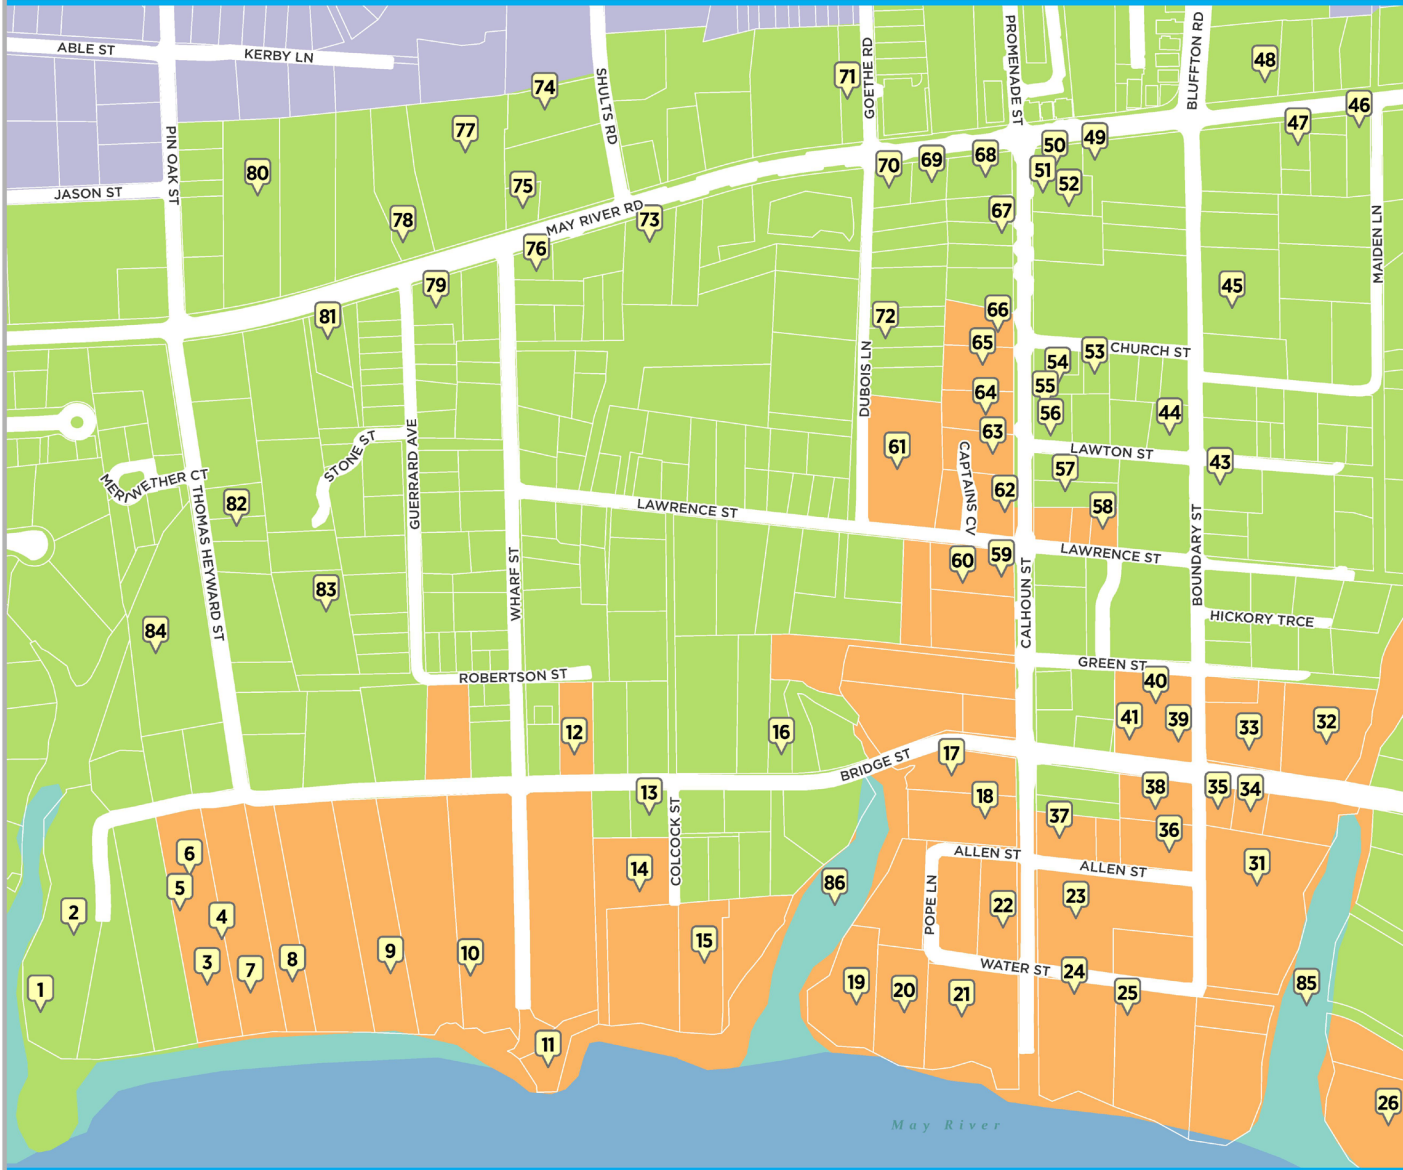 ABLE ST
KERBY LN
JASON ST
PIN OAK ST
SHULTS RD
GOETHE RD
PROMENADE ST
BLUFFTON RD
MAIDEN LN
MAY RIVER RD
CHURCH ST
DUBOIS LN
LAWTON ST
CAPTAINS CV
STONE ST
GUERRARD AVE
MERIWETHER CT
THOMAS HEYWARD ST
LAWRENCE ST
LAWRENCE ST
WHARF ST
CALHOUN ST
BOUNDARY ST
HICKORY TRCE
GREEN ST
ROBERTSON ST
BRIDGE ST
COLCOCK ST
ALLEN ST
ALLEN ST
POPE LN
WATER ST
May River
1
2
3
4
5
6
7
8
9
10
11
12
13
14
15
16
17
18
19
20
21
22
23
24
25
26
31
32
33
34
35
36
37
38
39
40
41
43
44
45
46
47
48
49
50
51
52
53
54
55
56
57
58
59
60
61
62
63
64
65
66
67
68
69
70
71
72
73
74
75
76
77
78
79
80
81
82
83
84
85
86